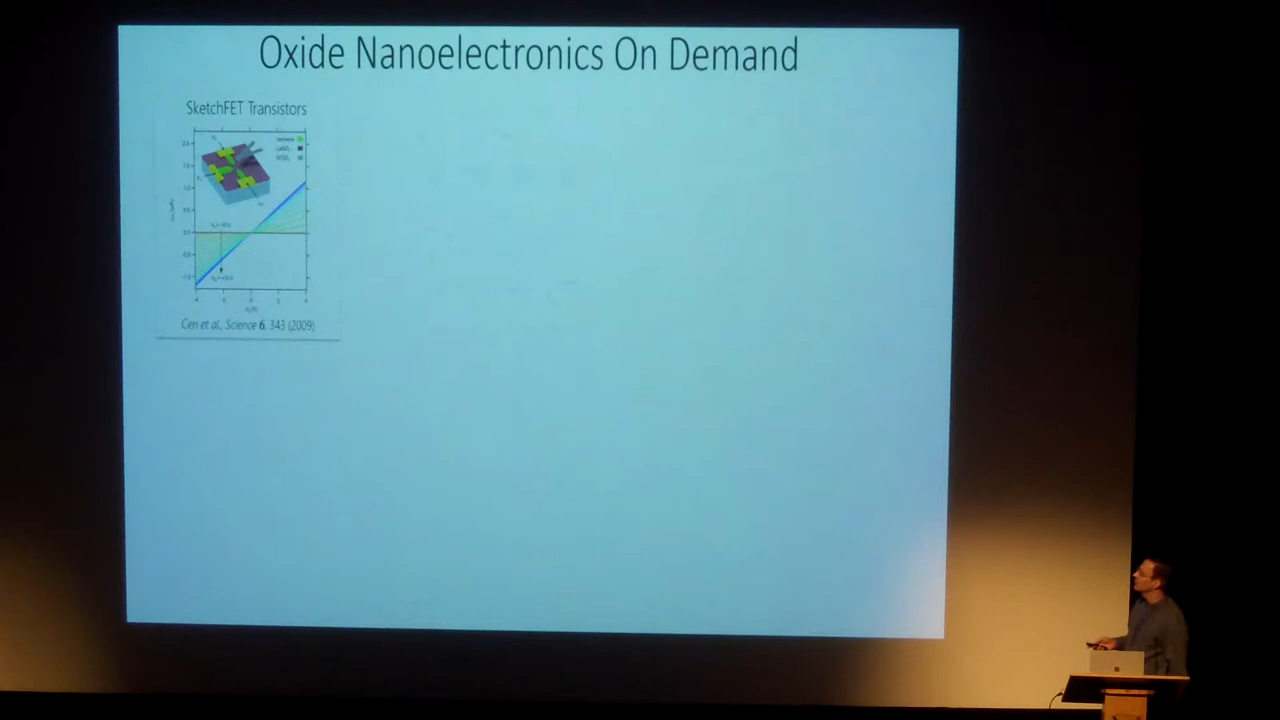 Oxide Nanoelectronics On Demand
SketchFET Transistors
Cen et al., Science 6, 343 (2009)